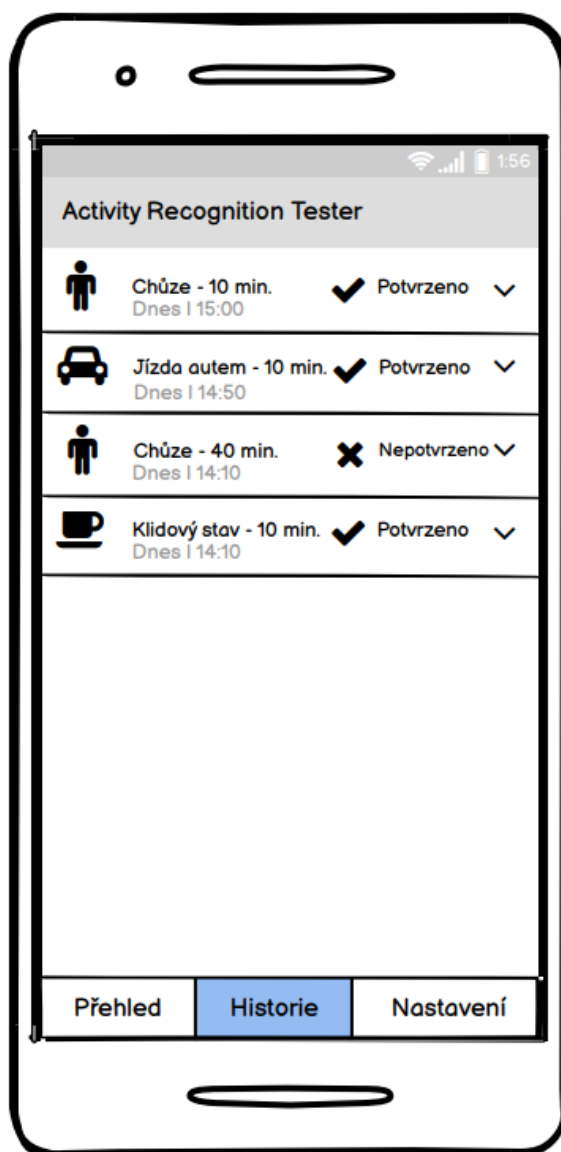 1:56
Activity Recognition Tester
Chůze - 10 min. Potvrzeno
Dnes | 15:00
Jízda autem - 10 min. Potvrzeno
Dnes | 14:50
Chůze - 40 min. Nepotvrzeno
Dnes | 14:10
Klidový stav - 10 min. Potvrzeno
Dnes | 14:10
Přehled Historie Nastavení